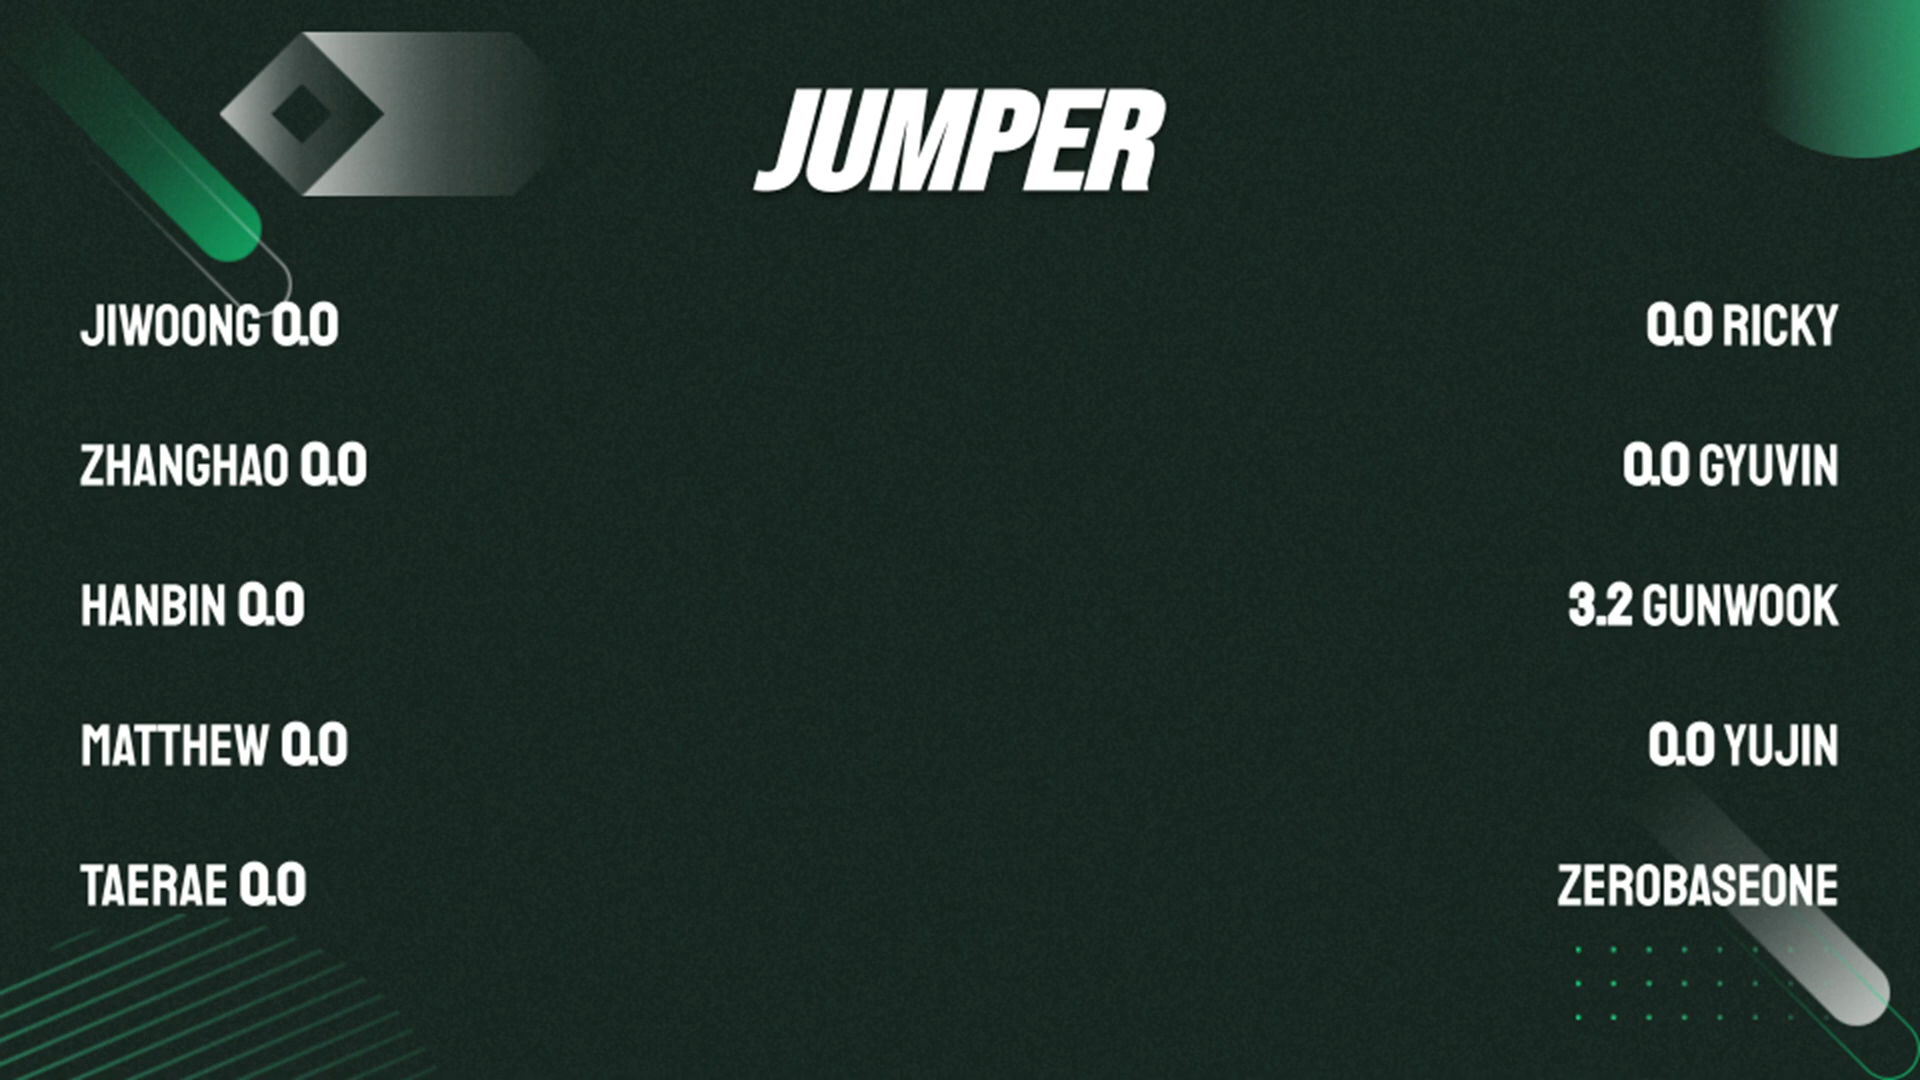 JUMPER
JIWOONG 0.0
ZHANGHAO 0.0
HANBIN 0.0
MATTHEW 0.0
TAERAE 0.0
0.0 RICKY
0.0 GYUVIN
3.2 GUNWOOK
0.0 YUJIN
ZEROBASEONE